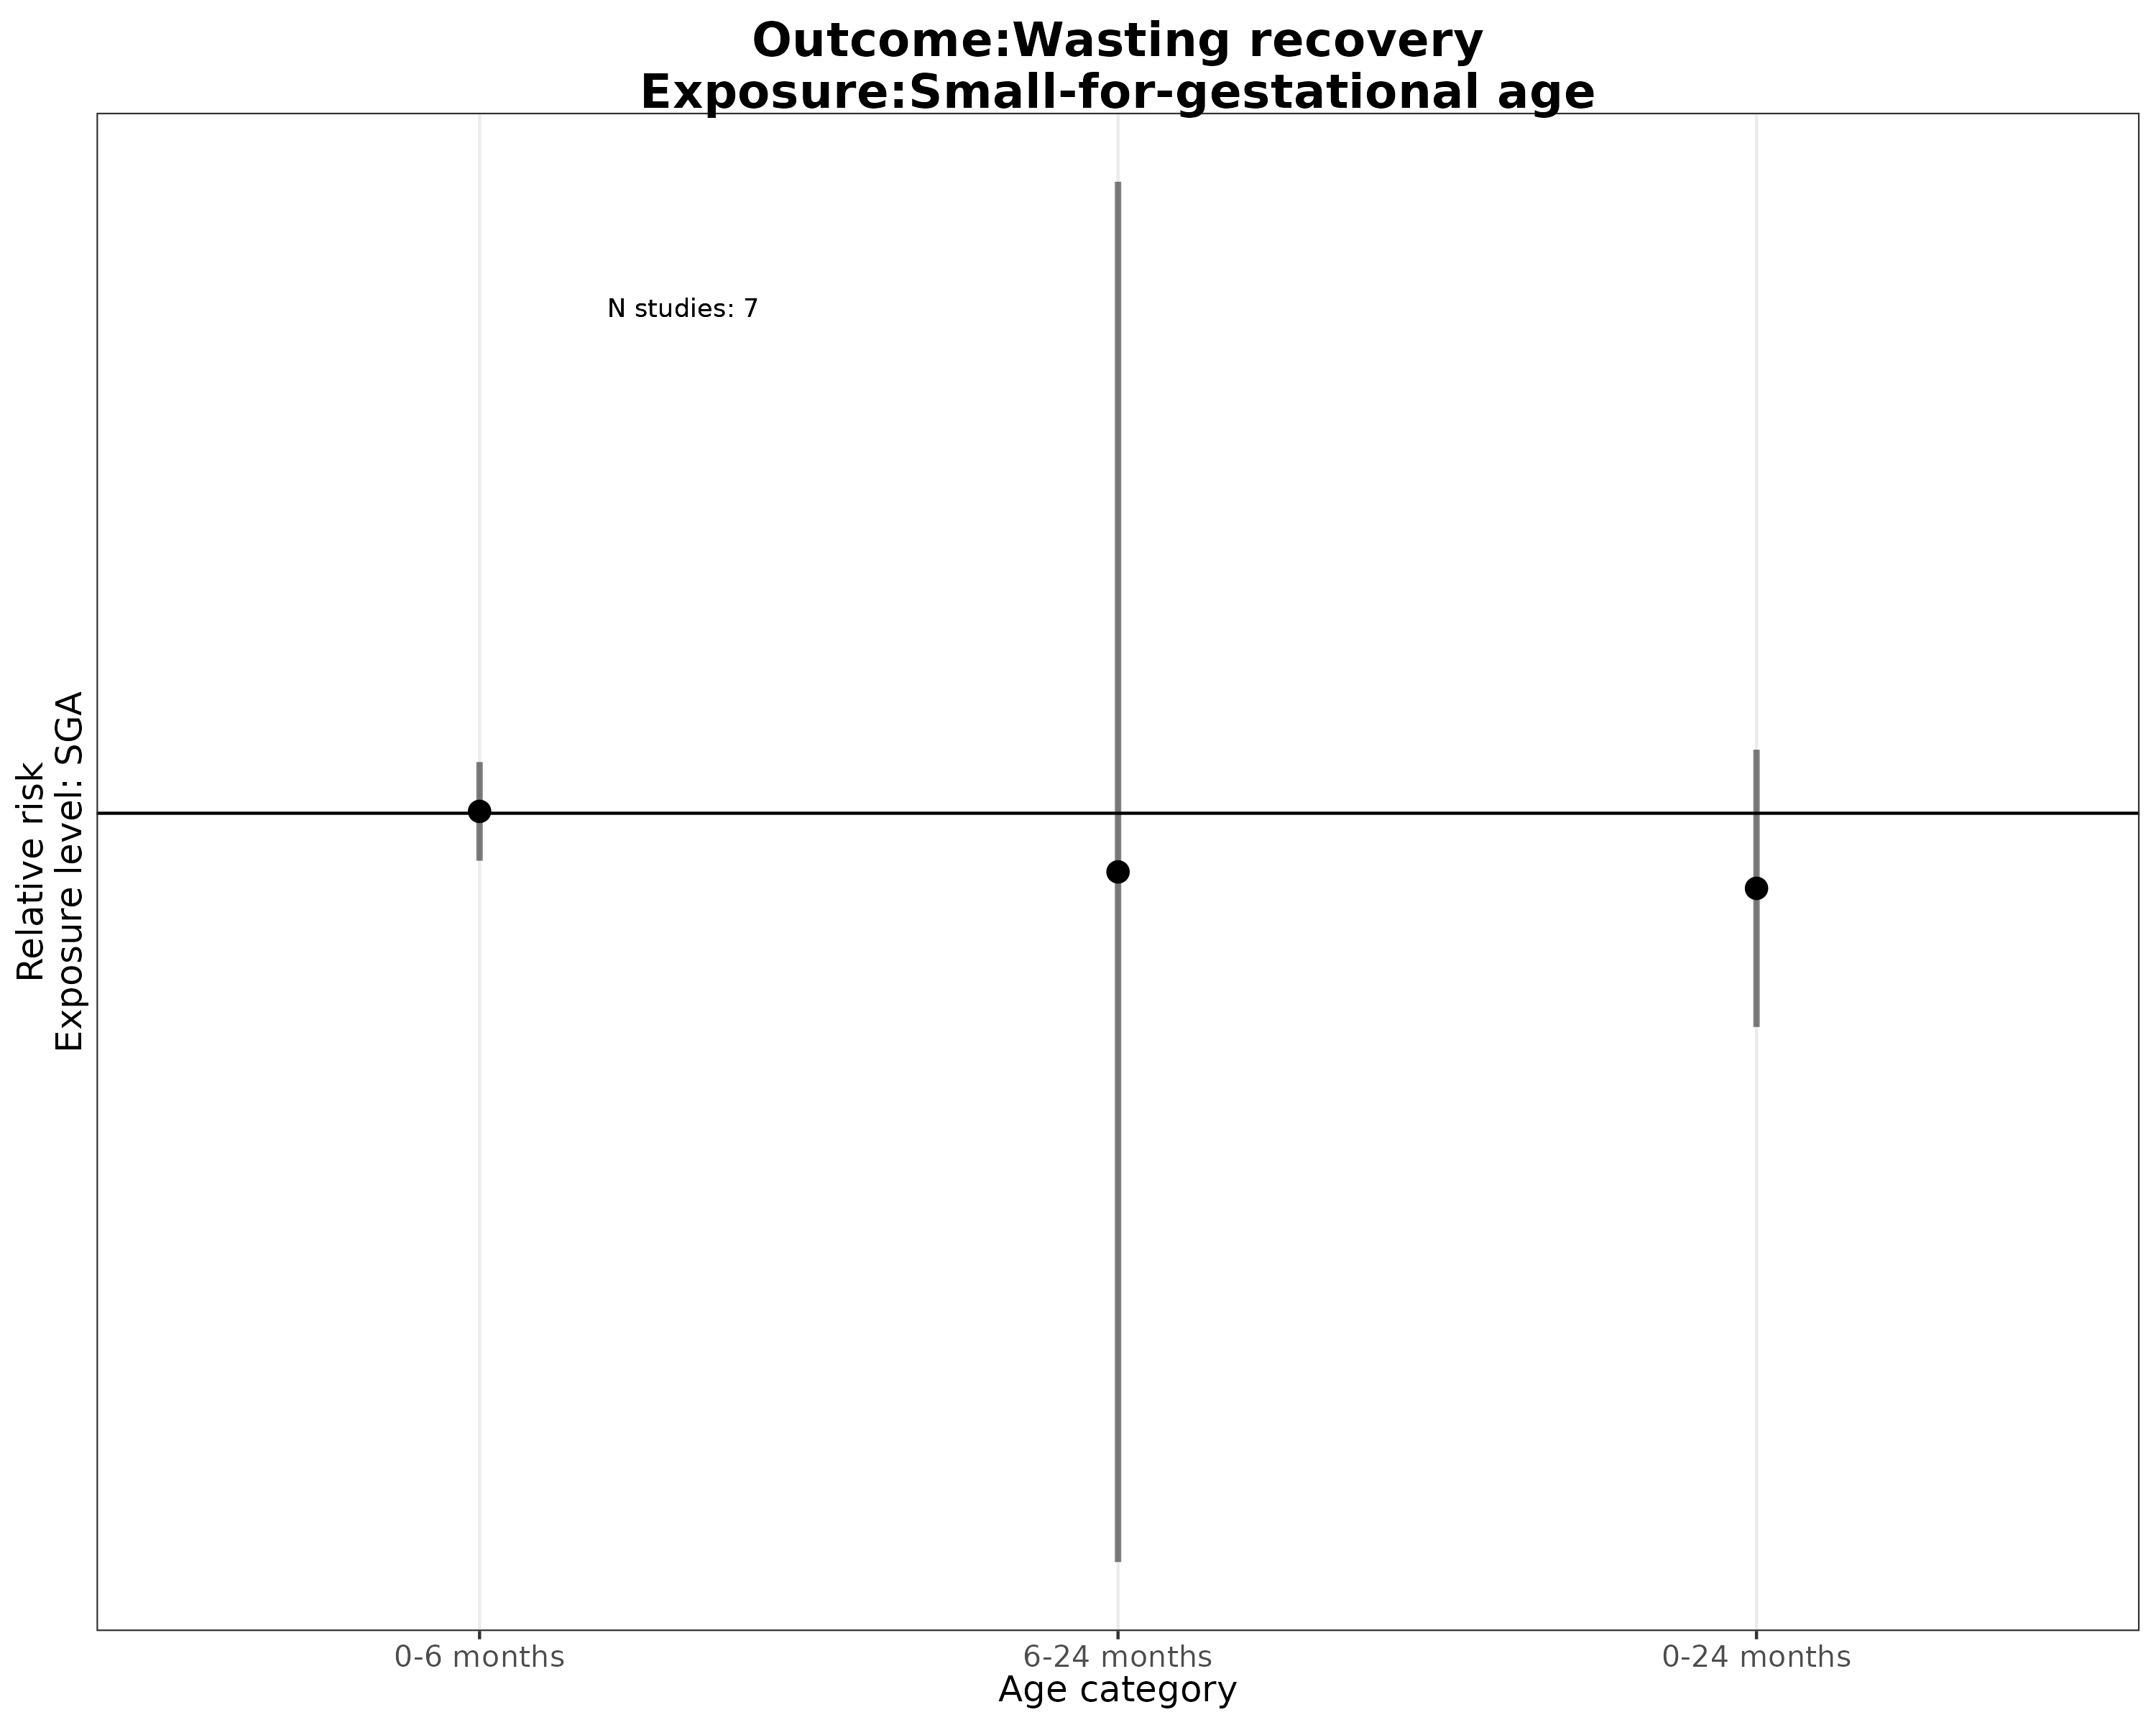 Outcome:Wasting recovery
Exposure:Small-for-gestational age
N studies: 7
Relative risk
Exposure level: SGA
0-6 months
6-24 months
0-24 months
Age category